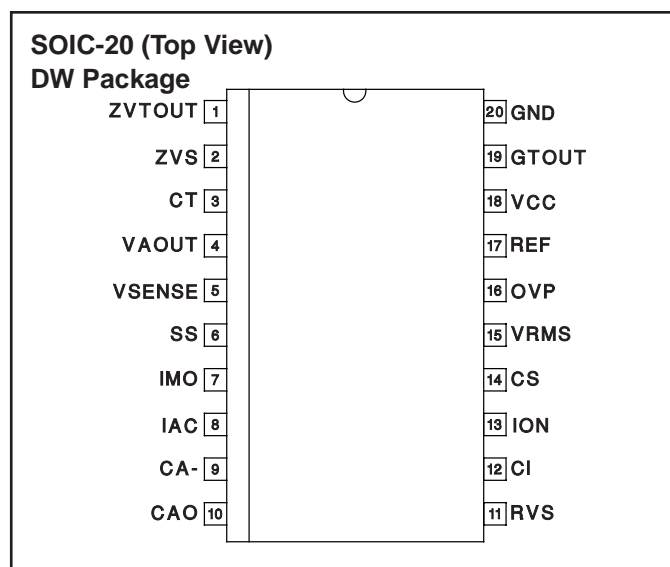 SOIC-20 (Top View)
DW Package
ZVTOUT 1 20 GND
ZVS 2 19 GTOUT
CT 3 18 VCC
VAOUT 4 17 REF
VSENSE 5 16 OVP
SS 6 15 VRMS
IMO 7 14 CS
IAC 8 13 ION
CA- 9 12 CI
CAO 10 11 RVS